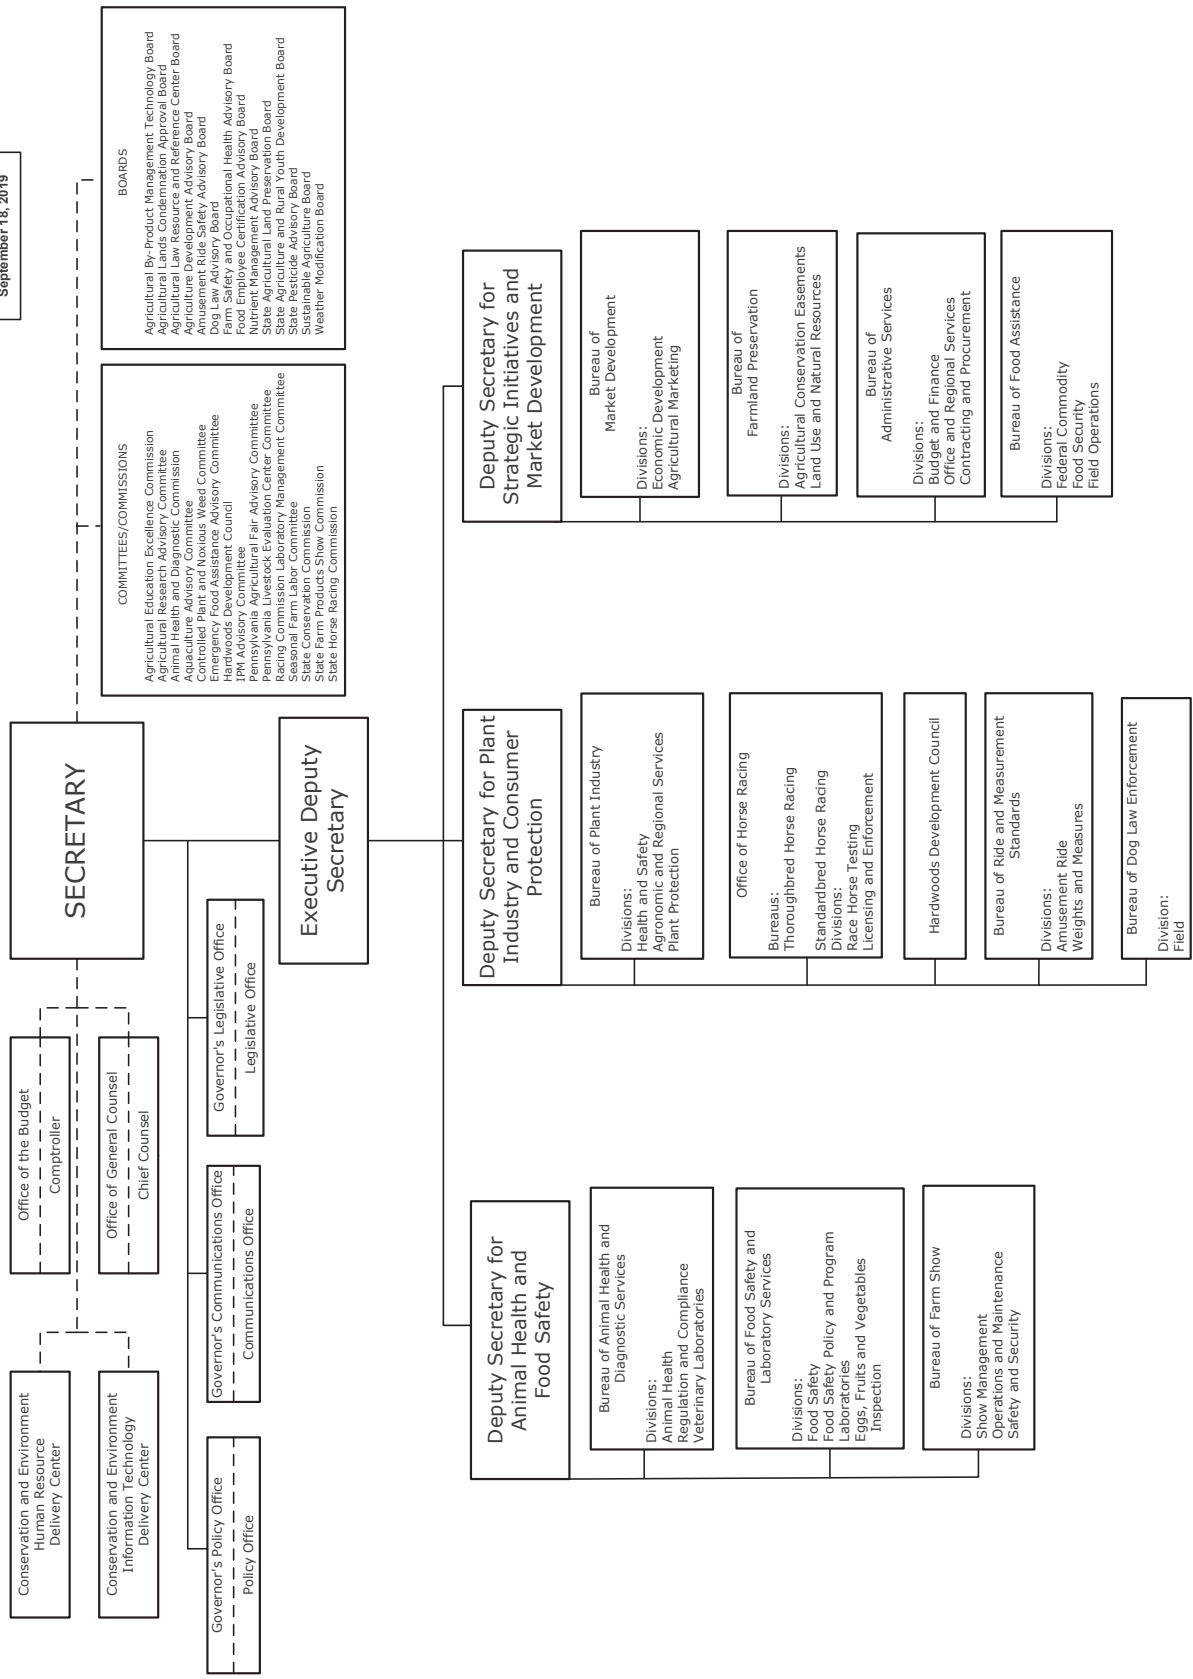 September 18, 2019
SECRETARY
Conservation and Environment
Human Resource
Delivery Center
Conservation and Environment
Information Technology
Delivery Center
Office of the Budget
Comptroller
Office of General Counsel
Chief Counsel
COMMITTEES/COMMISSIONS
Agricultural Education Excellence Commission
Agricultural Research Advisory Committee
Animal Health and Diagnostic Commission
Aquaculture Advisory Committee
Controlled Plant and Noxious Weed Committee
Emergency Food Assistance Advisory Committee
Hardwoods Development Council
IPM Advisory Committee
Pennsylvania Agricultural Fair Advisory Committee
Pennsylvania Livestock Evaluation Center Committee
Racing Commission Laboratory Management Committee
Seasonal Farm Labor Committee
State Conservation Commission
State Farm Products Show Commission
State Horse Racing Commission
BOARDS
Agricultural By-Product Management Technology Board
Agricultural Lands Condemnation Approval Board
Agricultural Law Resource and Reference Center Board
Agriculture Development Advisory Board
Amusement Ride Safety Advisory Board
Dog Law Advisory Board
Farm Safety and Occupational Health Advisory Board
Food Employee Certification Advisory Board
Nutrient Management Advisory Board
State Agricultural Land Preservation Board
State Agriculture and Rural Youth Development Board
State Pesticide Advisory Board
Sustainable Agriculture Board
Weather Modification Board
Governor's Policy Office
Policy Office
Governor's Communications Office
Communications Office
Governor's Legislative Office
Legislative Office
Executive Deputy
Secretary
Deputy Secretary for
Animal Health and
Food Safety
Bureau of Animal Health and
Diagnostic Services
Divisions:
Animal Health
Regulation and Compliance
Veterinary Laboratories
Bureau of Food Safety and
Laboratory Services
Divisions:
Food Safety
Food Safety Policy and Program
Laboratories
Eggs, Fruits and Vegetables
Inspection
Bureau of Farm Show
Divisions:
Show Management
Operations and Maintenance
Safety and Security
Deputy Secretary for Plant
Industry and Consumer
Protection
Bureau of Plant Industry
Divisions:
Health and Safety
Agronomic and Regional Services
Plant Protection
Office of Horse Racing
Bureaus:
Thoroughbred Horse Racing
Standardbred Horse Racing
Divisions:
Race Horse Testing
Licensing and Enforcement
Hardwoods Development Council
Bureau of Ride and Measurement
Standards
Divisions:
Amusement Ride
Weights and Measures
Bureau of Dog Law Enforcement
Division:
Field
Deputy Secretary for
Strategic Initiatives and
Market Development
Bureau of
Market Development
Divisions:
Economic Development
Agricultural Marketing
Bureau of
Farmland Preservation
Divisions:
Agricultural Conservation Easements
Land Use and Natural Resources
Bureau of
Administrative Services
Divisions:
Budget and Finance
Office and Regional Services
Contracting and Procurement
Bureau of Food Assistance
Divisions:
Federal Commodity
Food Security
Field Operations